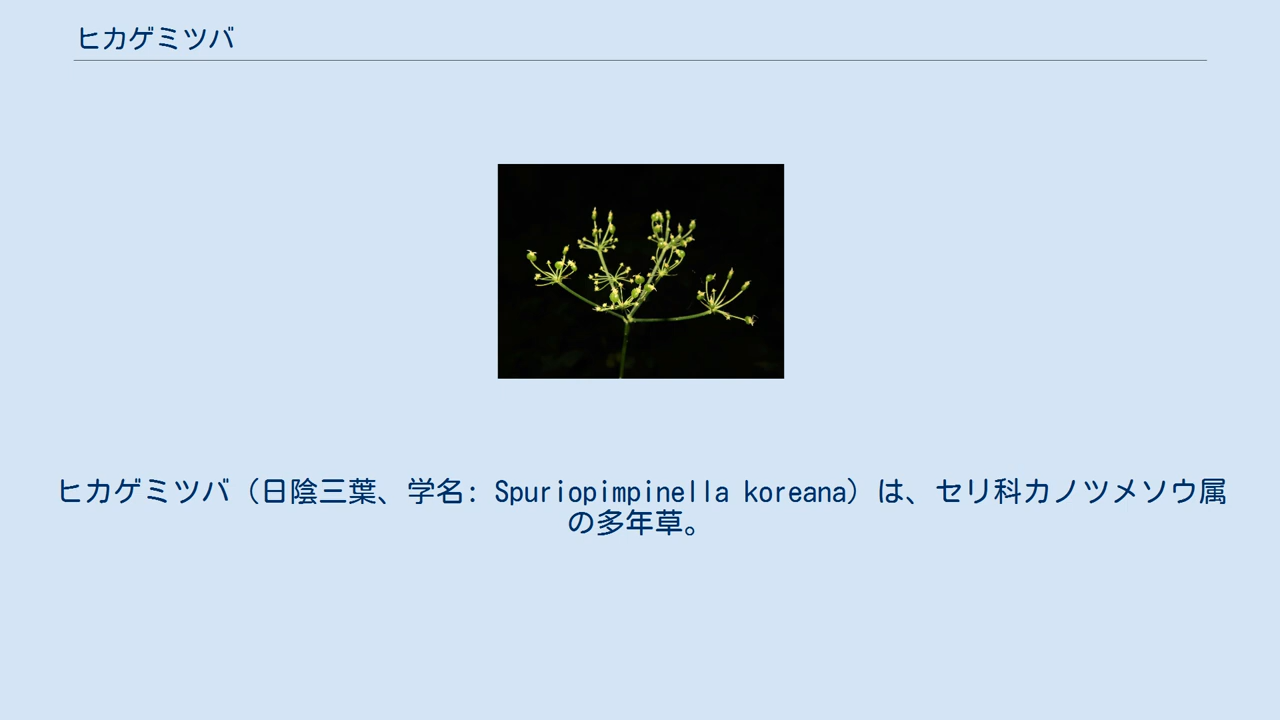 ヒカゲミツバ
ヒカゲミツバ（日陰三葉、学名: Spuriopimpinella koreana）は、セリ科カノツメソウ属
の多年草。